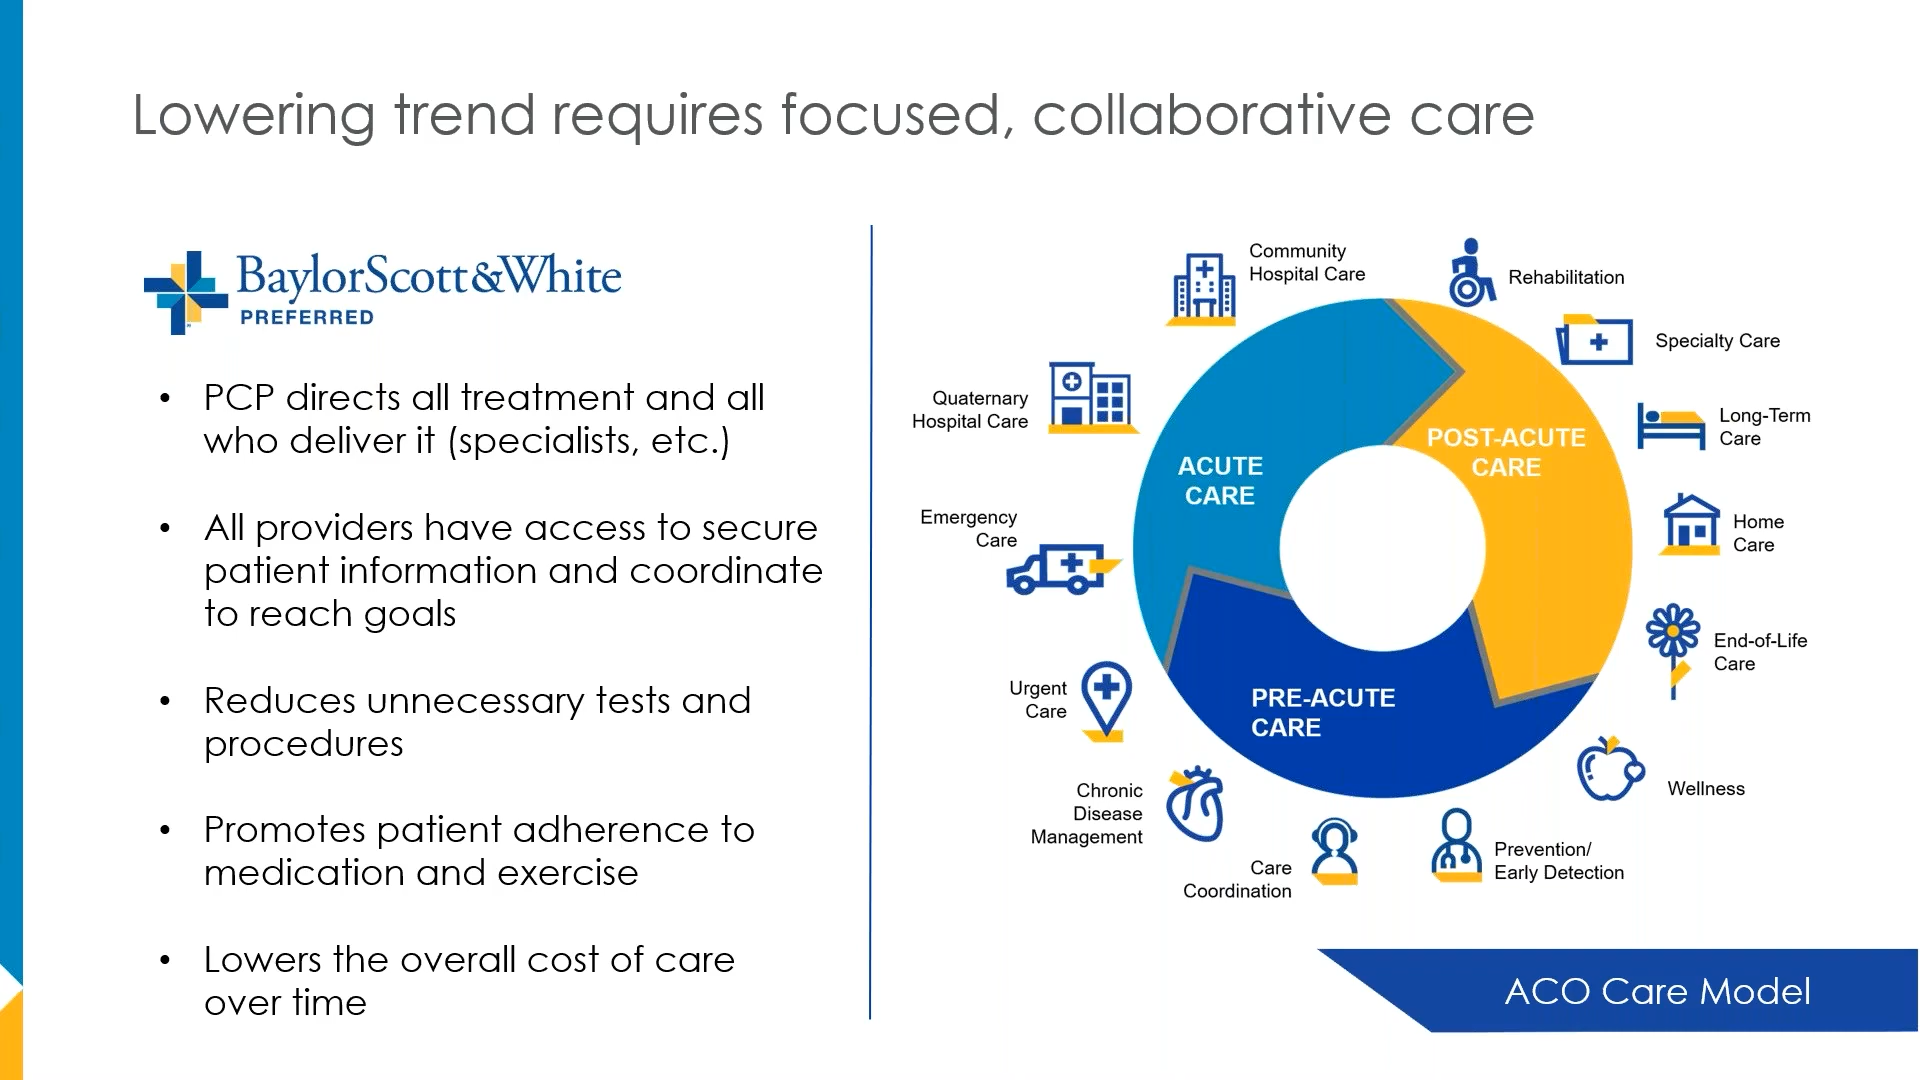 Lowering trend requires focused, collaborative care
BaylorScott&White
PREFERRED
• PCP directs all treatment and all
who deliver it (specialists, etc.)
• All providers have access to secure
patient information and coordinate
to reach goals
• Reduces unnecessary tests and
procedures
• Promotes patient adherence to
medication and exercise
• Lowers the overall cost of care
over time
Community
Hospital Care
Rehabilitation
Specialty Care
Quaternary
Hospital Care
Long-Term
Care
ACUTE
CARE
POST-ACUTE
CARE
Emergency
Care
Home
Care
End-of-Life
Care
Urgent
Care
PRE-ACUTE
CARE
Wellness
Chronic
Disease
Management
Care
Coordination
Prevention/
Early Detection
ACO Care Model